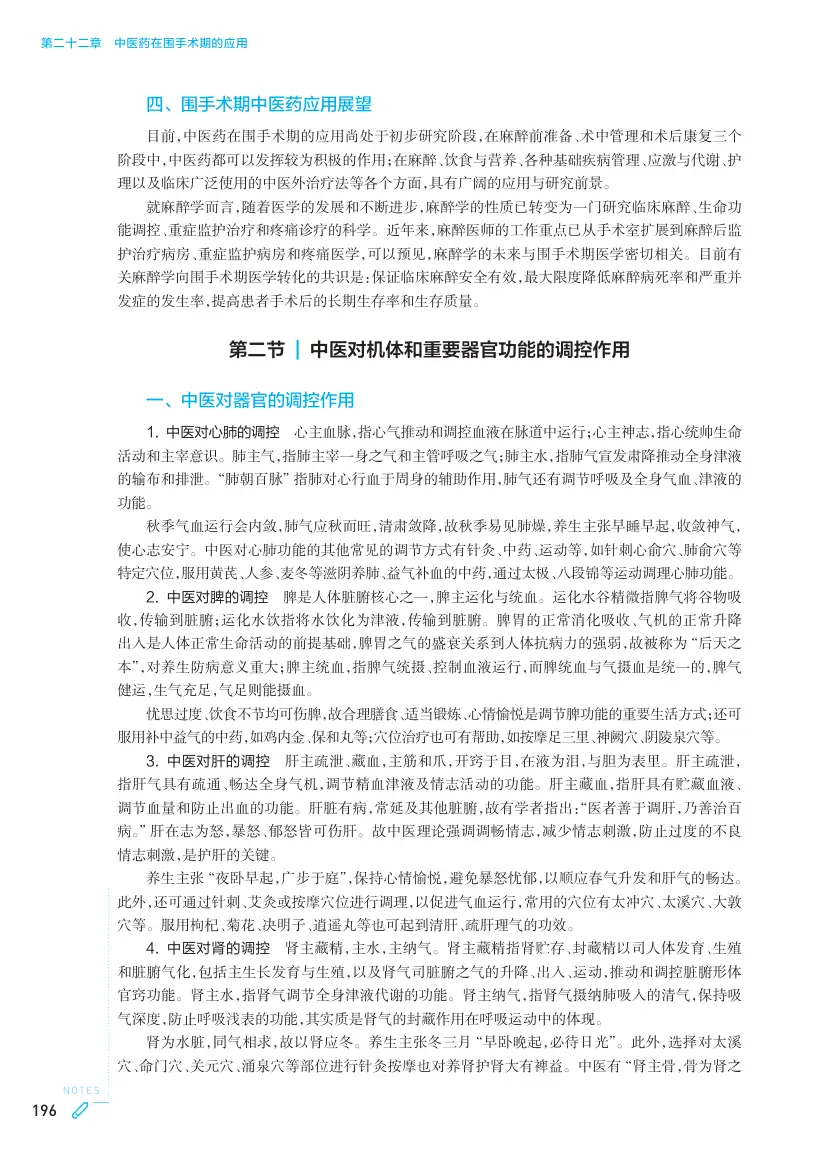 第二十二章　中医药在围手术期的应用
四、围手术期中医药应用展望
目前,中医药在围手术期的应用尚处于初步研究阶段,在麻醉前准备、术中管理和术后康复三个
阶段中,中医药都可以发挥较为积极的作用;在麻醉、饮食与营养、各种基础疾病管理、应激与代谢、护
理以及临床广泛使用的中医外治疗法等各个方面,具有广阔的应用与研究前景。
就麻醉学而言,随着医学的发展和不断进步,麻醉学的性质已转变为一门研究临床麻醉、生命功
能调控、重症监护治疗和疼痛诊疗的科学。近年来,麻醉医师的工作重点已从手术室扩展到麻醉后监
护治疗病房、重症监护病房和疼痛医学,可以预见,麻醉学的未来与围手术期医学密切相关。目前有
关麻醉学向围手术期医学转化的共识是:保证临床麻醉安全有效,最大限度降低麻醉病死率和严重并
发症的发生率,提高患者手术后的长期生存率和生存质量。
第二节 | 中医对机体和重要器官功能的调控作用
一、中医对器官的调控作用
1. 中医对心肺的调控　心主血脉,指心气推动和调控血液在脉道中运行;心主神志,指心统帅生命
活动和主宰意识。肺主气,指肺主宰一身之气和主管呼吸之气;肺主水,指肺气宣发肃降推动全身津液
的输布和排泄。“肺朝百脉”指肺对心行血于周身的辅助作用,肺气还有调节呼吸及全身气血、津液的
功能。
秋季气血运行会内敛,肺气应秋而旺,清肃敛降,故秋季易见肺燥,养生主张早睡早起,收敛神气,
使心志安宁。中医对心肺功能的其他常见的调节方式有针灸、中药、运动等,如针刺心俞穴、肺俞穴等
特定穴位,服用黄芪、人参、麦冬等滋阴养肺、益气补血的中药,通过太极、八段锦等运动调理心肺功能。
2. 中医对脾的调控　脾是人体脏腑核心之一,脾主运化与统血。运化水谷精微指脾气将谷物吸
收,传输到脏腑;运化水饮指将水饮化为津液,传输到脏腑。脾胃的正常消化吸收、气机的正常升降
出入是人体正常生命活动的前提基础,脾胃之气的盛衰关系到人体抗病力的强弱,故被称为“后天之
本”,对养生防病意义重大;脾主统血,指脾气统摄、控制血液运行,而脾统血与气摄血是统一的,脾气
健运,生气充足,气足则能摄血。
忧思过度、饮食不节均可伤脾,故合理膳食、适当锻炼、心情愉悦是调节脾功能的重要生活方式;还可
服用补中益气的中药,如鸡内金、保和丸等;穴位治疗也可有帮助,如按摩足三里、神阙穴、阴陵泉穴等。
3. 中医对肝的调控　肝主疏泄、藏血,主筋和爪,开窍于目,在液为泪,与胆为表里。肝主疏泄,
指肝气具有疏通、畅达全身气机,调节精血津液及情志活动的功能。肝主藏血,指肝具有贮藏血液、
调节血量和防止出血的功能。肝脏有病,常延及其他脏腑,故有学者指出:“医者善于调肝,乃善治百
病。”肝在志为怒,暴怒、郁怒皆可伤肝。故中医理论强调调畅情志,减少情志刺激,防止过度的不良
情志刺激,是护肝的关键。
养生主张“夜卧早起,广步于庭”,保持心情愉悦,避免暴怒忧郁,以顺应春气升发和肝气的畅达。
此外,还可通过针刺、艾灸或按摩穴位进行调理,以促进气血运行,常用的穴位有太冲穴、太溪穴、大敦
穴等。服用枸杞、菊花、决明子、逍遥丸等也可起到清肝、疏肝理气的功效。
4. 中医对肾的调控　肾主藏精,主水,主纳气。肾主藏精指肾贮存、封藏精以司人体发育、生殖
和脏腑气化,包括主生长发育与生殖,以及肾气司脏腑之气的升降、出入、运动,推动和调控脏腑形体
官窍功能。肾主水,指肾气调节全身津液代谢的功能。肾主纳气,指肾气摄纳肺吸入的清气,保持吸
气深度,防止呼吸浅表的功能,其实质是肾气的封藏作用在呼吸运动中的体现。
肾为水脏,同气相求,故以肾应冬。养生主张冬三月“早卧晚起,必待日光”。此外,选择对太溪
穴、命门穴、关元穴、涌泉穴等部位进行针灸按摩也对养肾护肾大有裨益。中医有“肾主骨,骨为肾之
NOTES
196